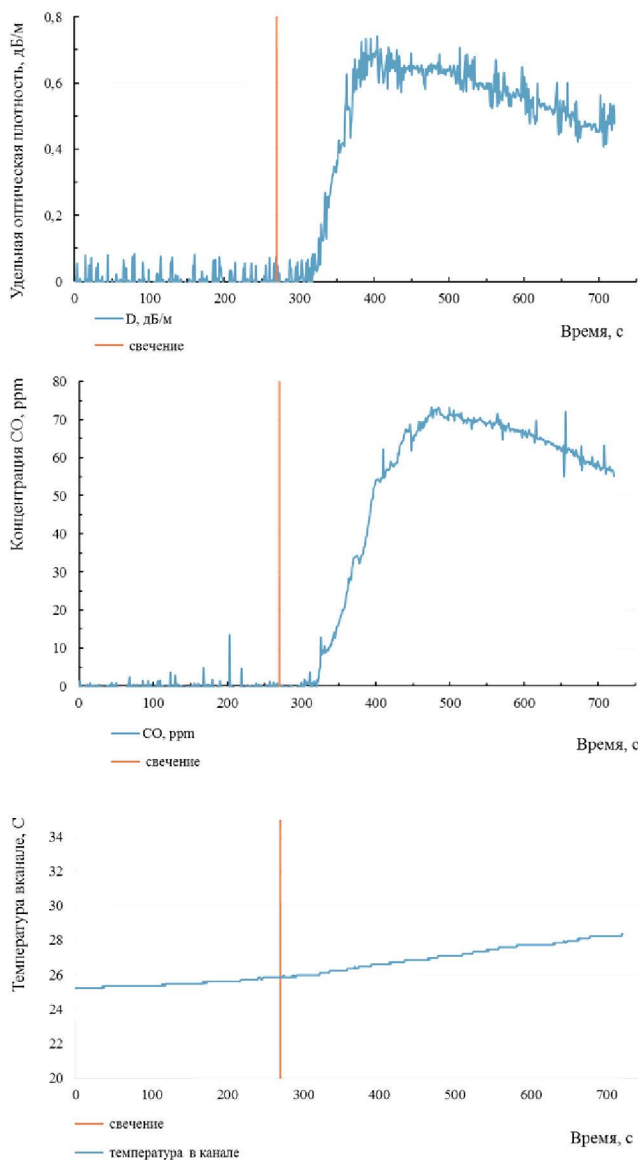 Удельная оптическая плотность, дБ/м
0,8
0,6
0,4
0,2
0
0 100 200 300 400 500 600 700
D, дБ/м
свечение
Время, с
Концентрация CO, ppm
80
70
60
50
40
30
20
10
0
0 100 200 300 400 500 600 700
CO, ppm
свечение
Время, с
Температура вканале, С
34
32
30
28
26
24
22
20
0 100 200 300 400 500 600 700
свечение
температура в канале
Время, с